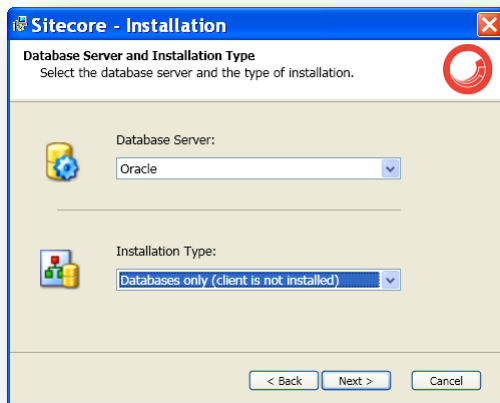 Sitecore - Installation
Database Server and Installation Type
Select the database server and the type of installation.
Database Server:
Oracle
Installation Type:
Databases only (client is not installed)
< Back Next > Cancel